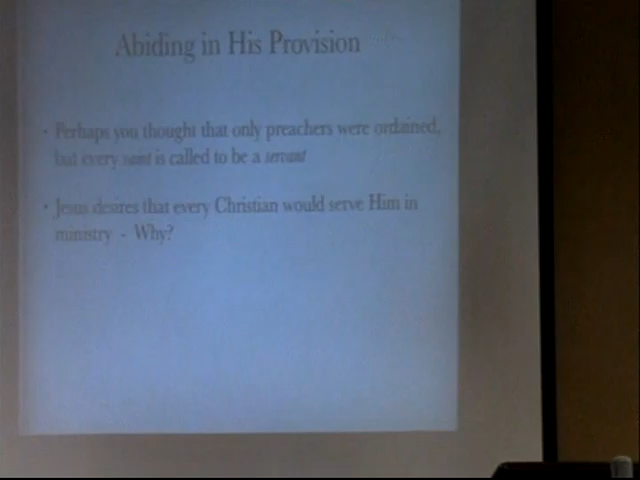 Abiding in His Provision
• Perhaps you thought that only preachers were ordained,
but every saint is called to be a servant
• Jesus desires that every Christian would serve Him in
ministry - Why?